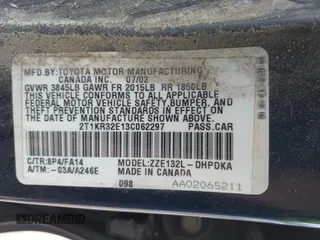 MFD.BY:TOYOTA MOTOR MANUFACTURING
CANADA INC. 07/02
GVWR 3845LB GAWR FR 2015LB RR 1850LB
THIS VEHICLE CONFORMS TO ALL APPLICABLE
FEDERAL MOTOR VEHICLE SAFETY, BUMPER, AND
THEFT PREVENTION STANDARDS IN EFFECT ON
THE DATE OF MANUFACTURE SHOWN ABOVE.
2T1KR32E13C062297 PASS.CAR
C/TR:8P4/FA14 MODEL:ZZE132L-DHPDKA
A/TM:-03A/A246E MADE IN CANADA
098 AA02065211
© IDAMOBID